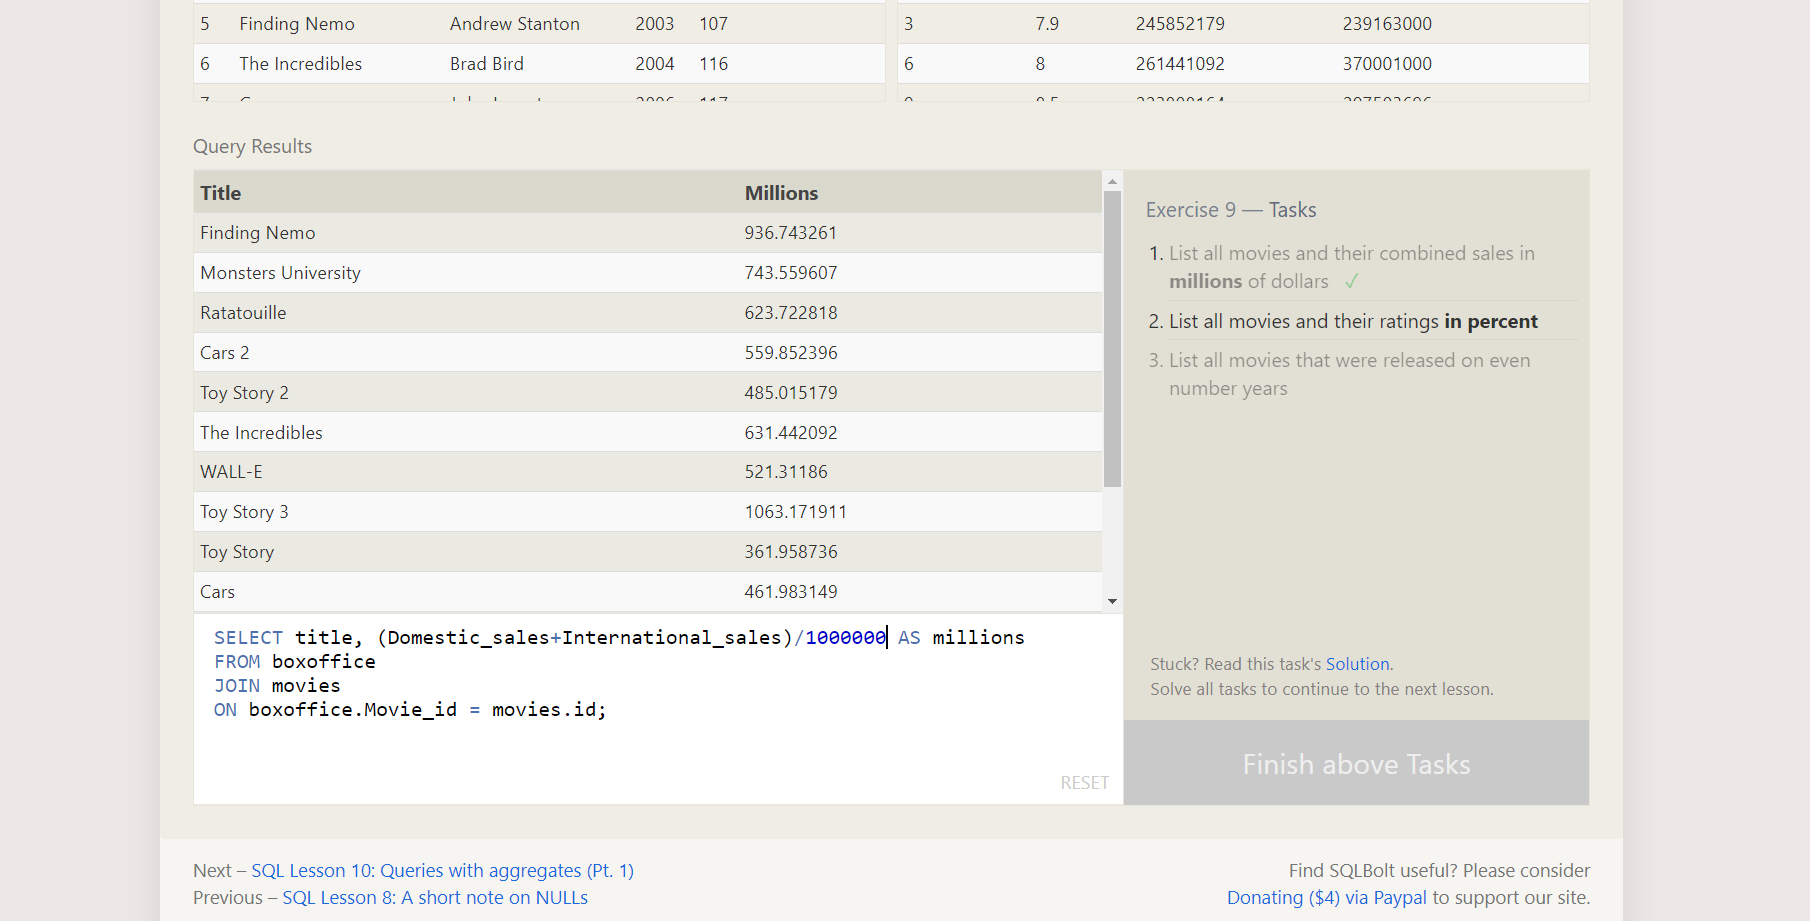 5 Finding Nemo Andrew Stanton 2003 107 3 7.9 245852179 239163000
6 The Incredibles Brad Bird 2004 116 6 8 261441092 370001000
Query Results
Title Millions
Finding Nemo 936.743261
Monsters University 743.559607
Ratatouille 623.722818
Cars 2 559.852396
Toy Story 2 485.015179
The Incredibles 631.442092
WALL-E 521.31186
Toy Story 3 1063.171911
Toy Story 361.958736
Cars 461.983149
Exercise 9 — Tasks
1. List all movies and their combined sales in
millions of dollars ✓
2. List all movies and their ratings in percent
3. List all movies that were released on even
number years
SELECT title, (Domestic_sales+International_sales)/1000000 AS millions
FROM boxoffice
JOIN movies
ON boxoffice.Movie_id = movies.id;
RESET
Stuck? Read this task's Solution.
Solve all tasks to continue to the next lesson.
Finish above Tasks
Next – SQL Lesson 10: Queries with aggregates (Pt. 1)
Previous – SQL Lesson 8: A short note on NULLs
Find SQLBolt useful? Please consider
Donating ($4) via Paypal to support our site.